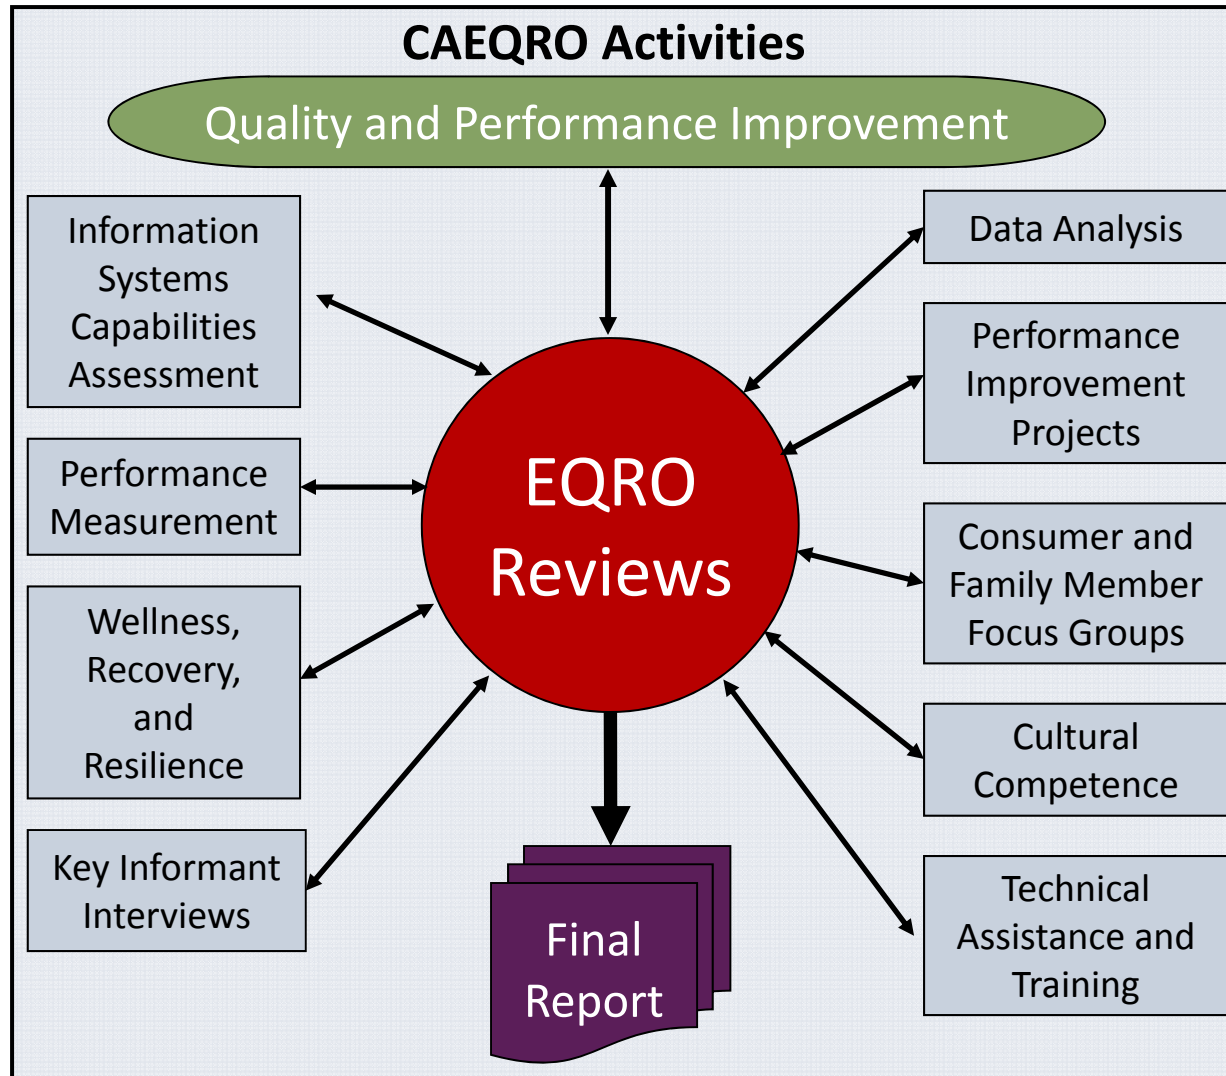 CAEQRO Activities
Quality and Performance Improvement
Information
Systems
Capabilities
Assessment
Performance
Measurement
Wellness,
Recovery,
and
Resilience
Key Informant
Interviews
EQRO
Reviews
Final
Report
Data Analysis
Performance
Improvement
Projects
Consumer and
Family Member
Focus Groups
Cultural
Competence
Technical
Assistance and
Training